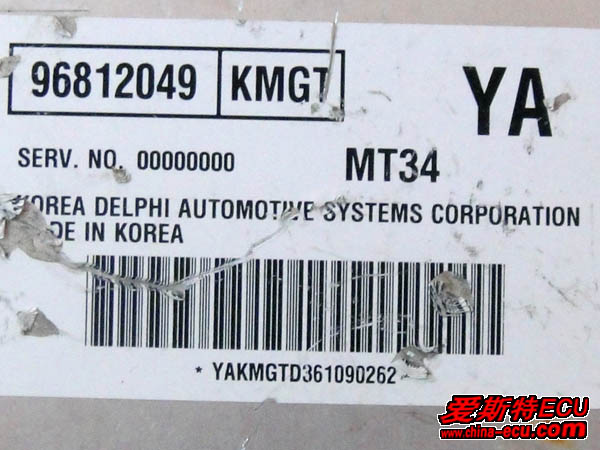 96812049 KMGT YA
SERV. NO. 00000000 MT34
KOREA DELPHI AUTOMOTIVE SYSTEMS CORPORATION
MADE IN KOREA
* YAKMGTD361090262
爱斯特ECU
www.china-ecu.com